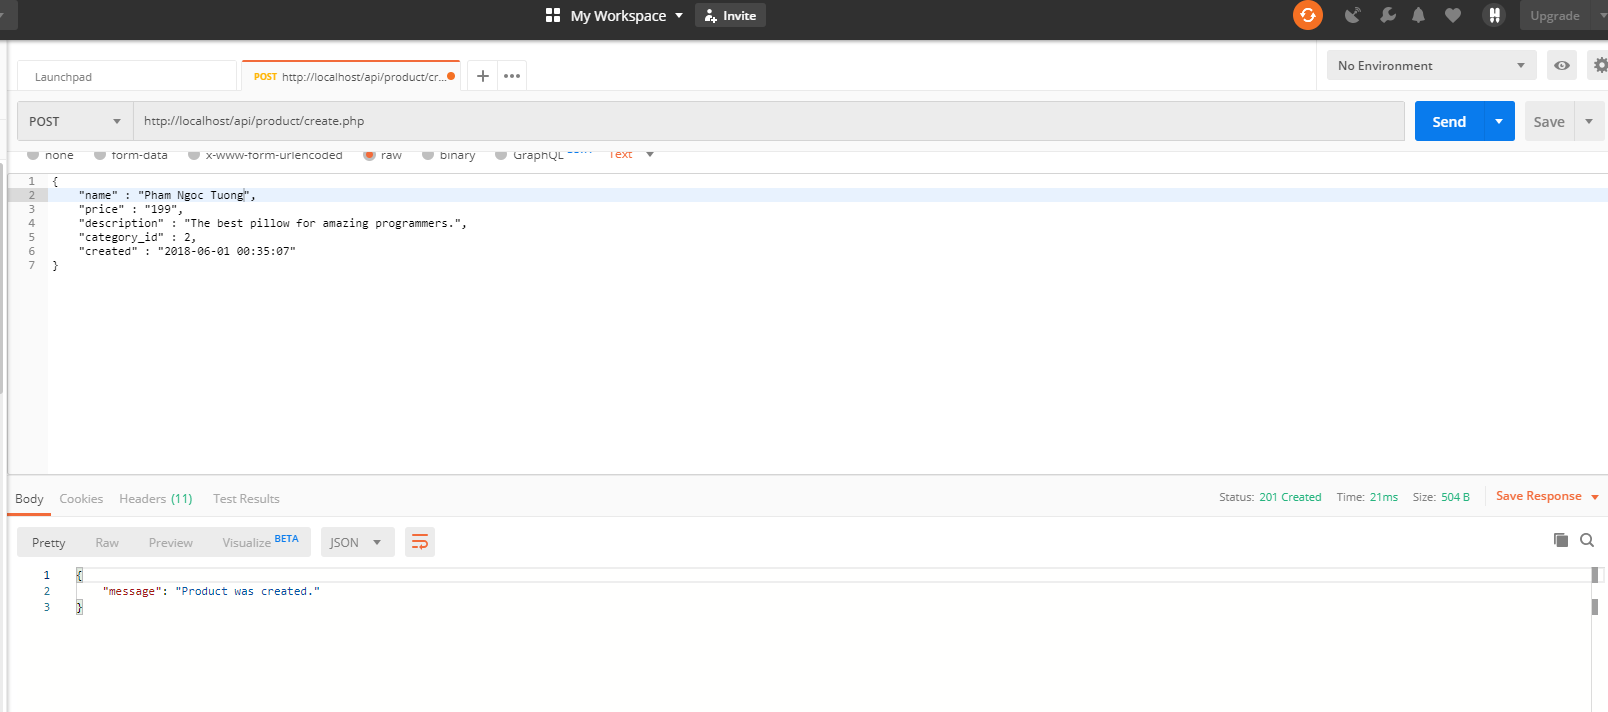 My Workspace Invite Upgrade
Launchpad POST http://localhost/api/product/cr... No Environment
POST http://localhost/api/product/create.php Send Save
none form-data x-www-form-urlencoded raw binary GraphQL BETA Text
1 {
2 "name" : "Pham Ngoc Tuong",
3 "price" : "199",
4 "description" : "The best pillow for amazing programmers.",
5 "category_id" : 2,
6 "created" : "2018-06-01 00:35:07"
7 }
Body Cookies Headers (11) Test Results Status: 201 Created Time: 21ms Size: 504 B Save Response
Pretty Raw Preview Visualize BETA JSON
1 {
2 "message": "Product was created."
3 }